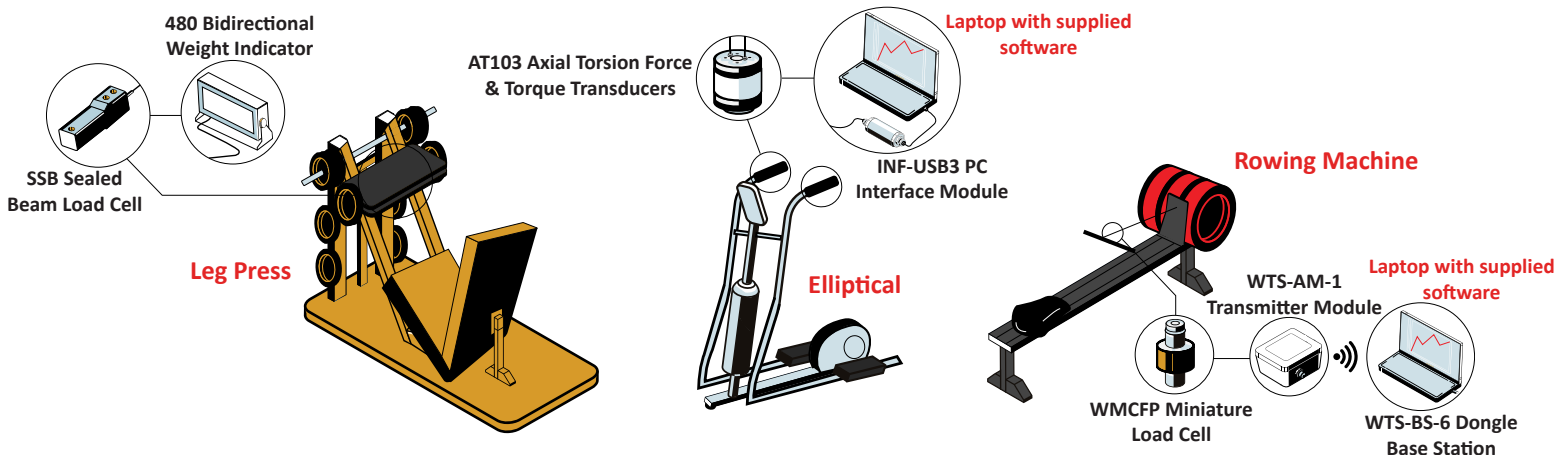 480 Bidirectional
Weight Indicator
SSB Sealed
Beam Load Cell
Leg Press
AT103 Axial Torsion Force
& Torque Transducers
Laptop with supplied
software
INF-USB3 PC
Interface Module
Elliptical
Rowing Machine
WTS-AM-1
Transmitter Module
Laptop with supplied
software
WMCFP Miniature
Load Cell
WTS-BS-6 Dongle
Base Station